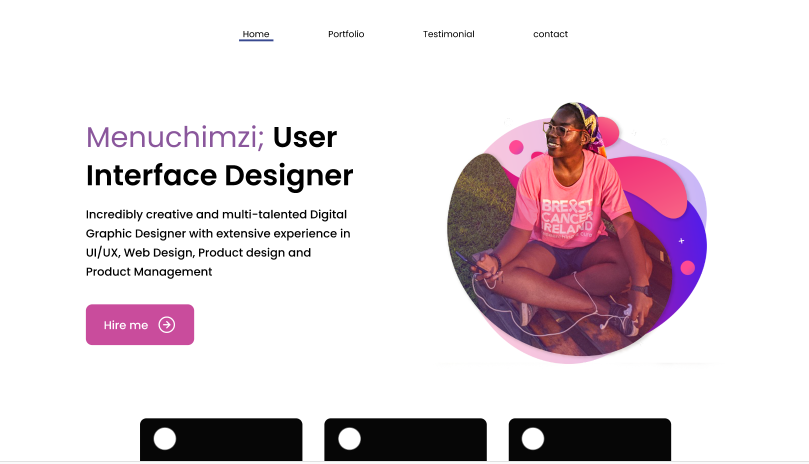 Home Portfolio Testimonial contact
Menuchimzi; User
Interface Designer
Incredibly creative and multi-talented Digital
Graphic Designer with extensive experience in
UI/UX, Web Design, Product design and
Product Management
Hire me
BREAST
CANCER
IRELAND